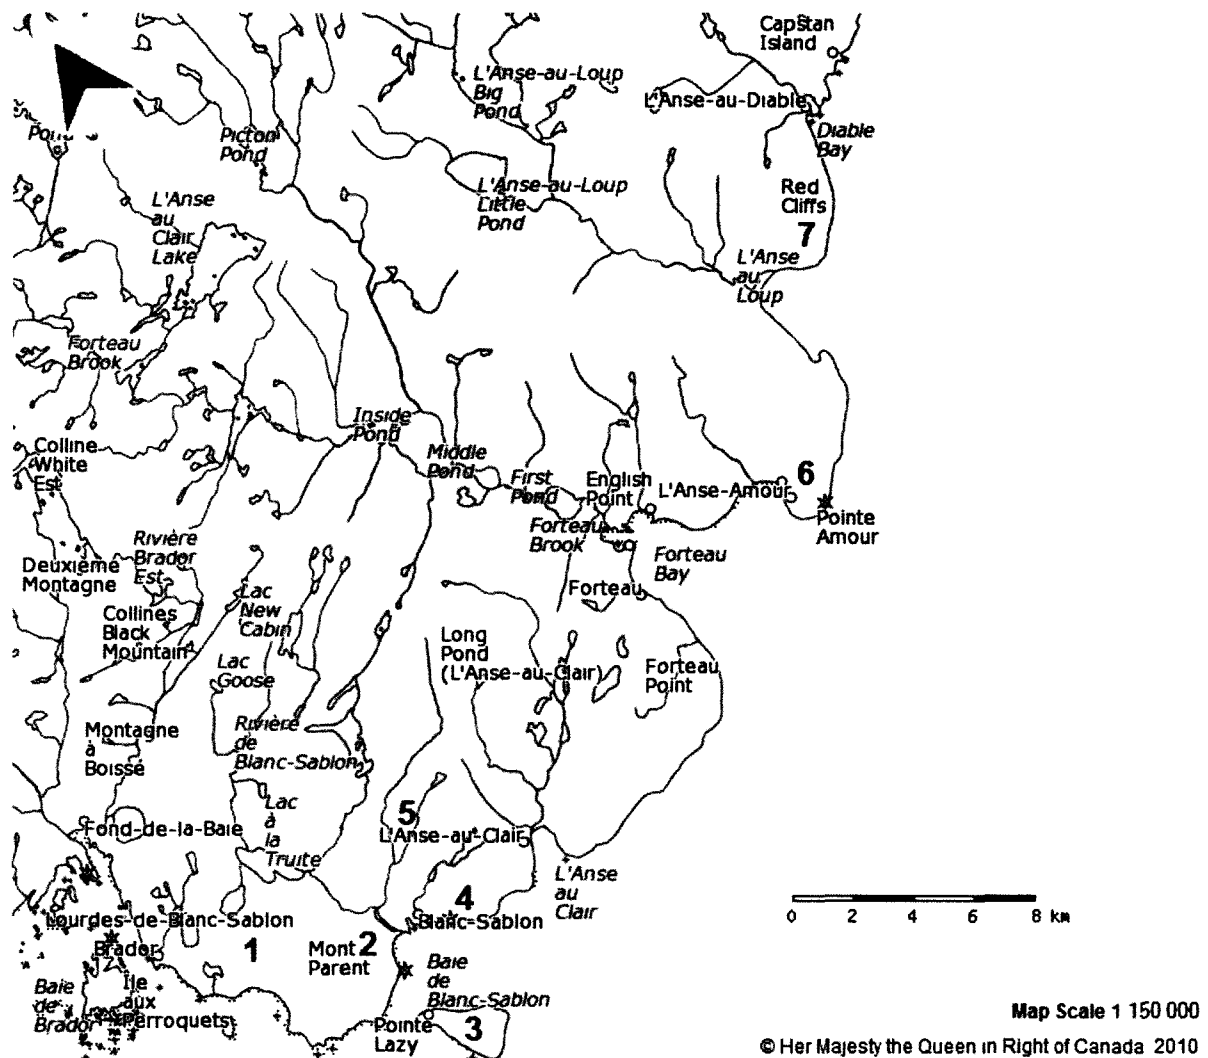 Capstan
Island
L'Anse-au-Loup
Big
Pond
L'Anse-au-Diable
Diable
Bay
Picton
Pond
L'Anse-au-Loup
Little
Pond
Red
Cliffs
7
L'Anse
au
Clair
Lake
L'Anse
au
Loup
Forteau
Brook
Inside
Pond
Colline
White
Est
Middle
Pond
First
Pond
English
Point
L'Anse-Amour
6
Pointe
Amour
Forteau
Brook
Forteau
Bay
Rivière
Brador
Est
Deuxième
Montagne
Forteau
Lac
New
Cabin
Collines
Black
Mountain
Long
Pond
(L'Anse-au-Clair)
Lac
Goose
Forteau
Point
Rivière
de
Blanc-Sablon
Montagne
à
Boissé
Lac
à
la
Truite
5
L'Anse-au-Clair
Fond-de-la-Baie
L'Anse
au
Clair
4
Blanc-Sablon
0 2 4 6 8 km
Lourdes-de-Blanc-Sablon
Brador
1
Mont
Parent
2
Baie
de
Blanc-Sablon
Baie
de
Brador
Île
aux
Perroquets
Pointe
Lazy
3
Map Scale 1 150 000
© Her Majesty the Queen in Right of Canada 2010